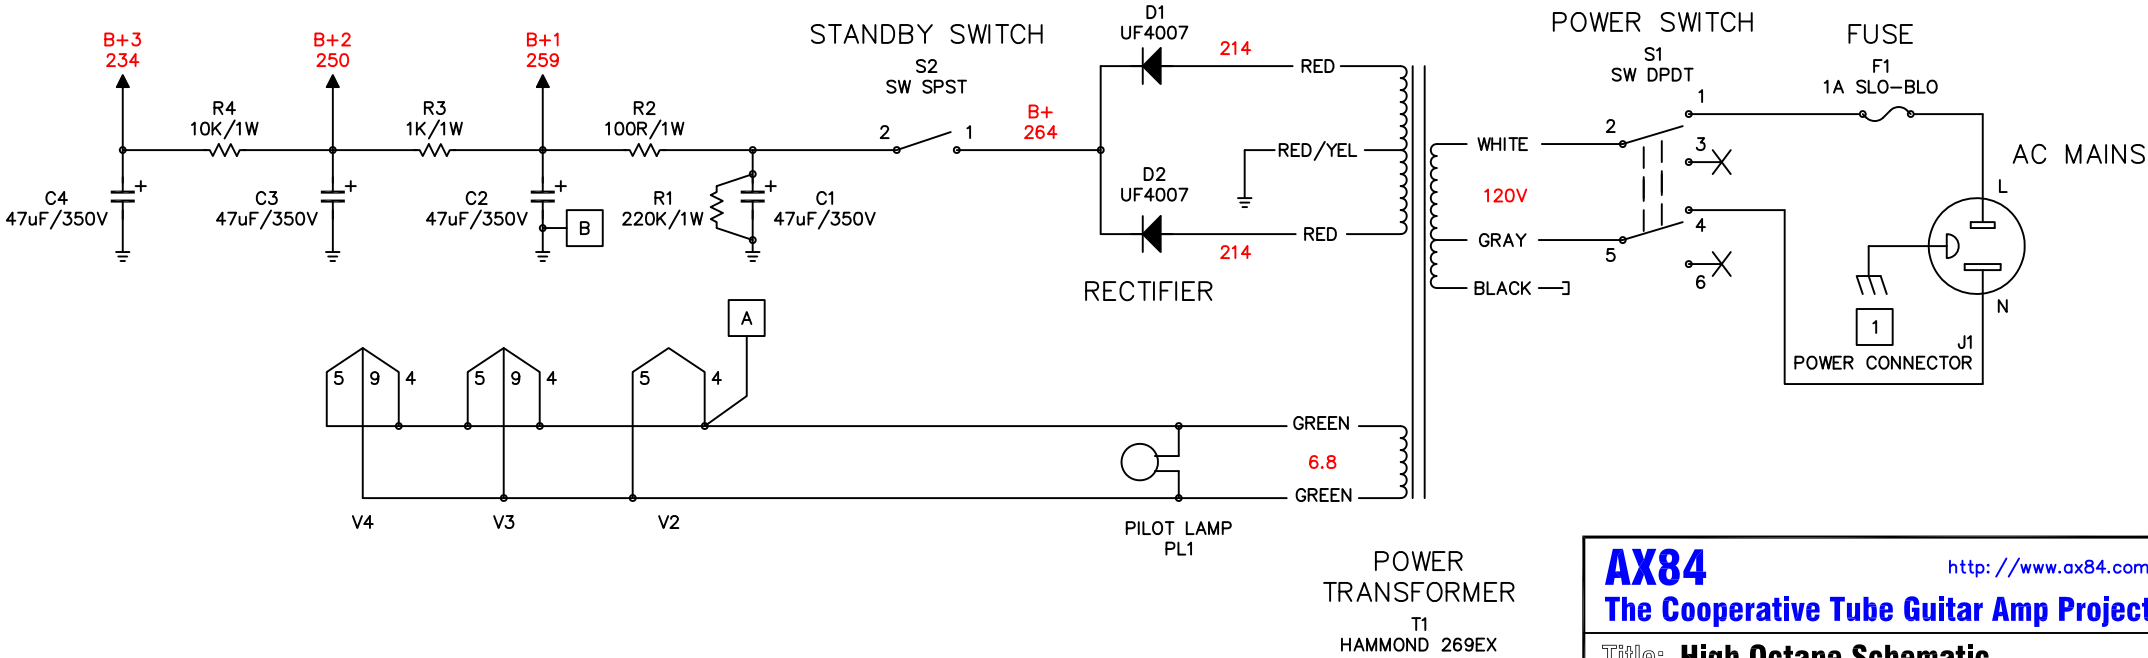 B+3
234
B+2
250
B+1
259
STANDBY SWITCH
S2
SW SPST
D1
UF4007
214
RED
POWER SWITCH
S1
SW DPDT
FUSE
F1
1A SLO-BLO
R4
10K/1W
R3
1K/1W
R2
100R/1W
2
1
B+
264
RED/YEL
WHITE
2
1
3
AC MAINS
C4
47uF/350V
+
C3
47uF/350V
+
C2
47uF/350V
+
B
R1
220K/1W
+
C1
47uF/350V
D2
UF4007
214
RED
120V
GRAY
5
4
6
BLACK
L
N
1
J1
POWER CONNECTOR
RECTIFIER
A
5
9
4
5
9
4
5
4
GREEN
6.8
GREEN
V4
V3
V2
PILOT LAMP
PL1
POWER
TRANSFORMER
T1
HAMMOND 269EX
AX84
http://www.ax84.com
The Cooperative Tube Guitar Amp Project
Title: High Octane Schematic